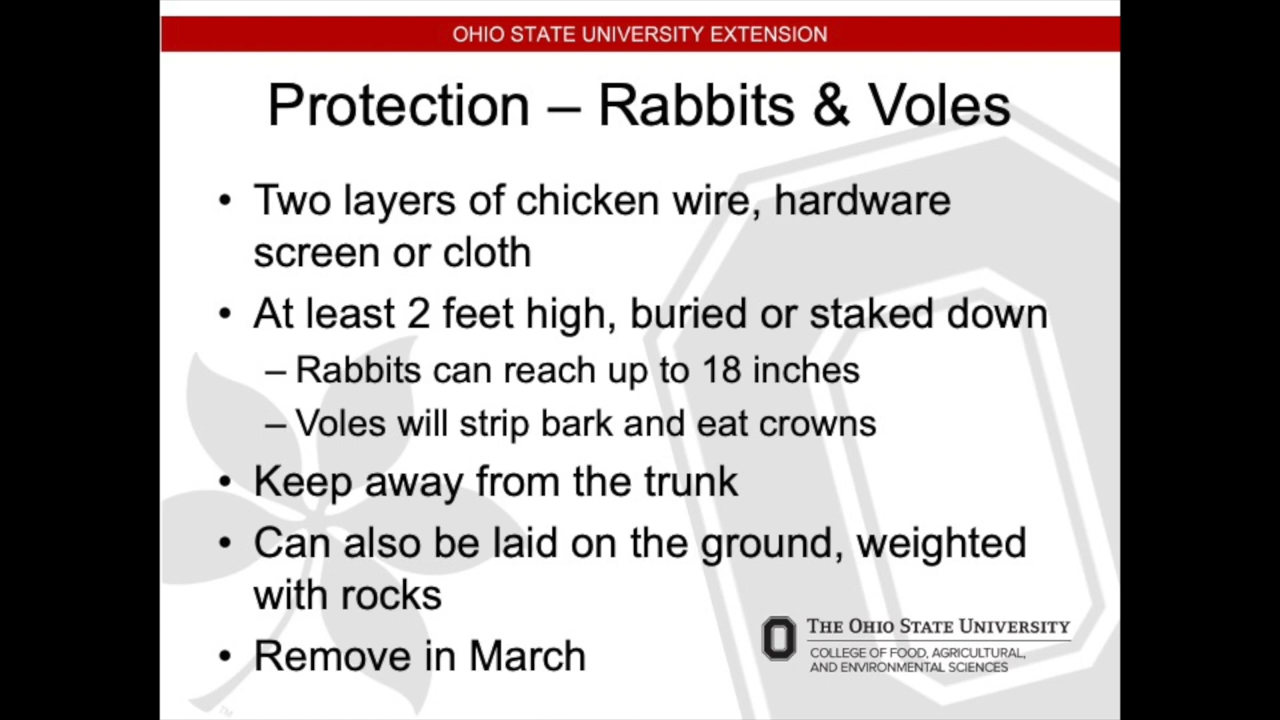 OHIO STATE UNIVERSITY EXTENSION
Protection – Rabbits & Voles
• Two layers of chicken wire, hardware
screen or cloth
• At least 2 feet high, buried or staked down
– Rabbits can reach up to 18 inches
– Voles will strip bark and eat crowns
• Keep away from the trunk
• Can also be laid on the ground, weighted
with rocks
• Remove in March
THE OHIO STATE UNIVERSITY
COLLEGE OF FOOD, AGRICULTURAL,
AND ENVIRONMENTAL SCIENCES
TM